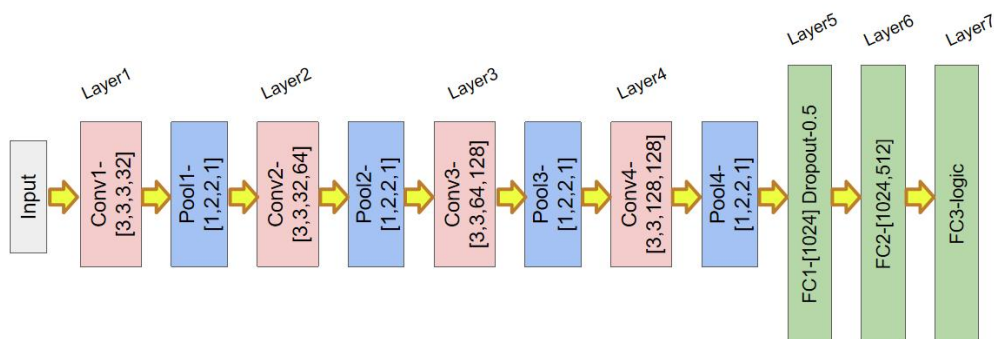 Layer1
Layer2
Layer3
Layer4
Layer5
Layer6
Layer7
Input
Conv1-
[3,3,3,32]
Pool1-
[1,2,2,1]
Conv2-
[3,3,32,64]
Pool2-
[1,2,2,1]
Conv3-
[3,3,64,128]
Pool3-
[1,2,2,1]
Conv4-
[3,3,128,128]
Pool4-
[1,2,2,1]
FC1-[1024] Dropout-0.5
FC2-[1024,512]
FC3-logic